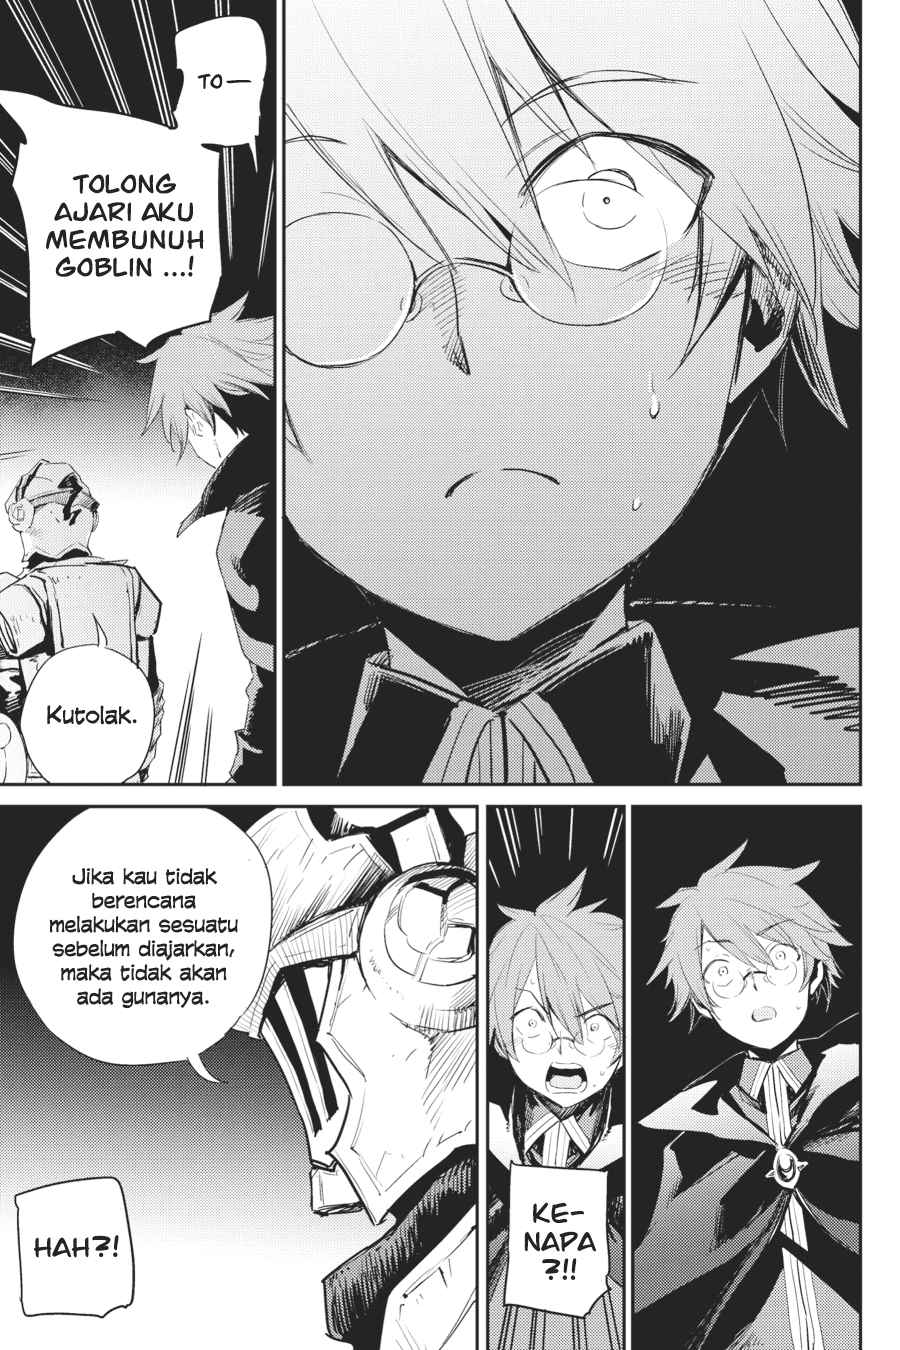 TO—
TOLONG
AJARI AKU
MEMBUNUH
GOBLIN ...!
Kutolak.
KE-
NAPA
?!!
Jika kau tidak
berencana
melakukan sesuatu
sebelum diajarkan,
maka tidak akan
ada gunanya.
HAH?!